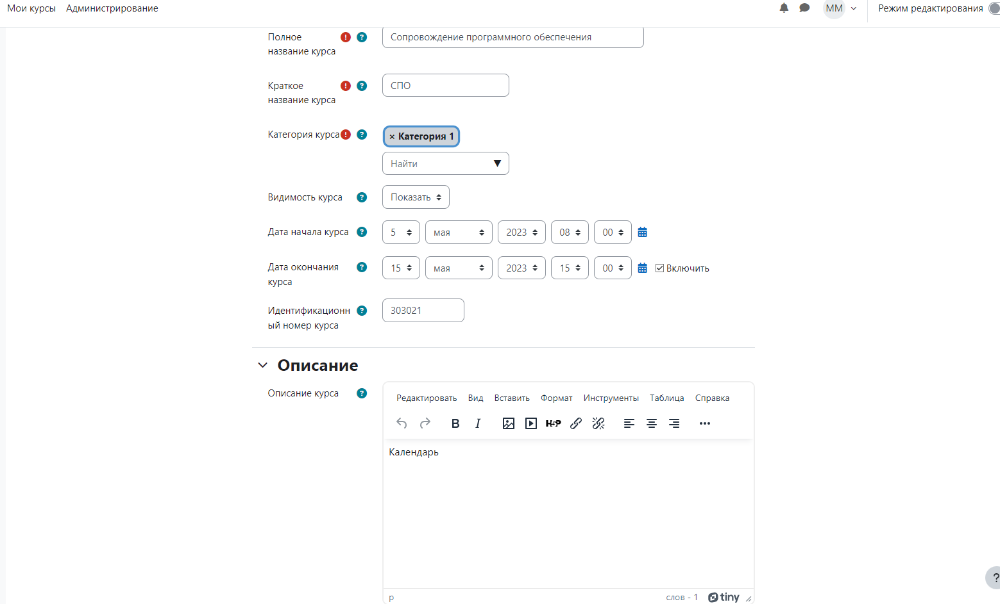 Мои курсы Администрирование MM Режим редактирования
Полное название курса ! ? Сопровождение программного обеспечения
Краткое название курса ! ? СПО
Категория курса ! ? × Категория 1
Найти ▼
Видимость курса ? Показать
Дата начала курса ? 5 мая 2023 08 00
Дата окончания курса ? 15 мая 2023 15 00 Включить
Идентификационн
ый номер курса ? 303021
Описание
Описание курса ?
Редактировать Вид Вставить Формат Инструменты Таблица Справка
B I H5P •••
Календарь
p слов - 1 tiny
?